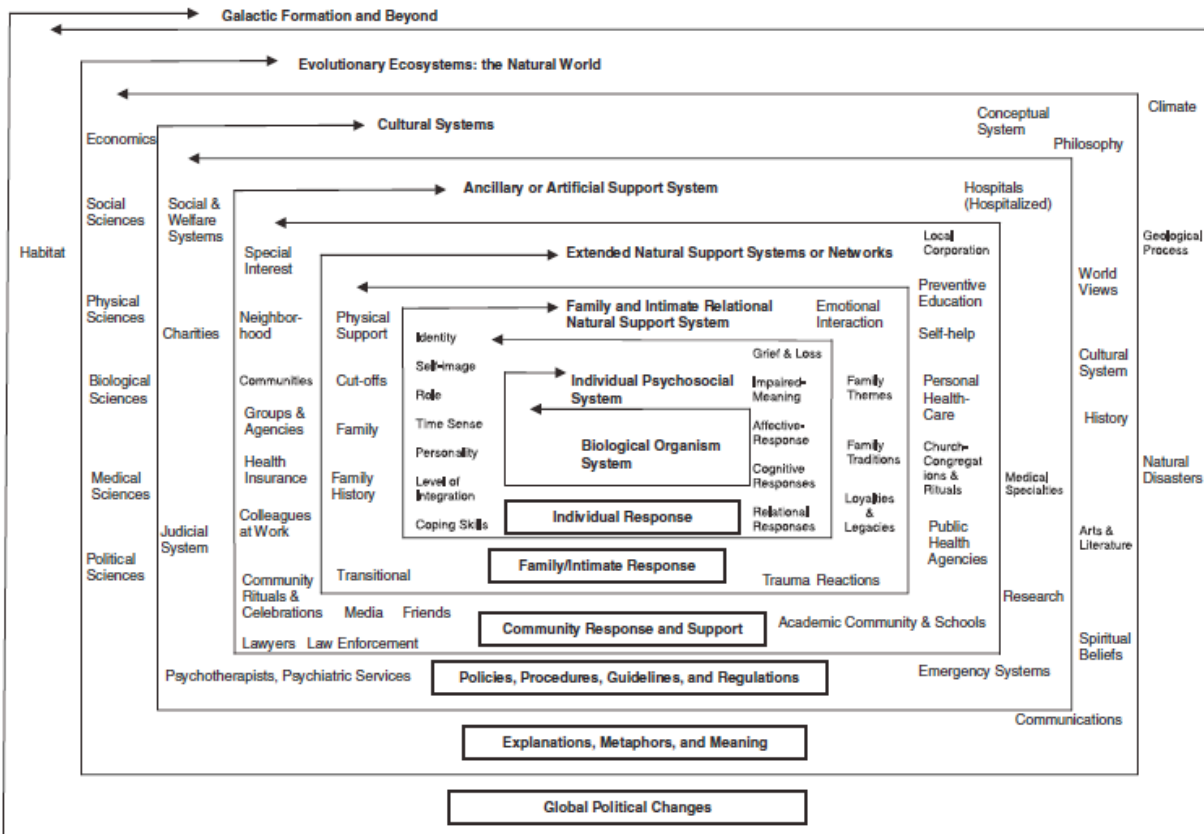 Galactic Formation and Beyond
Evolutionary Ecosystems: the Natural World
Climate
Conceptual
System
Economics
Cultural Systems
Philosophy
Ancillary or Artificial Support System
Hospitals
(Hospitalized)
Social
Sciences
Social &
Welfare
Systems
Habitat
Special
Interest
Extended Natural Support Systems or Networks
Local
Corporation
Geological
Process
World
Views
Preventive
Education
Physical
Sciences
Charities
Neighbor-
hood
Physical
Support
Family and Intimate Relational
Natural Support System
Emotional
Interaction
Self-help
Identity
Self-image
Role
Time Sense
Personality
Level of
Integration
Coping Skills
Grief & Loss
Impaired-
Meaning
Affective-
Response
Cognitive
Responses
Relational
Responses
Individual Psychosocial
System
Biological Organism
System
Individual Response
Cultural
System
Biological
Sciences
Communities
Cut-offs
Family
Themes
Personal
Health-
Care
History
Groups &
Agencies
Family
Family
Traditions
Church-
Congregat
ions &
Rituals
Health
Insurance
Family
History
Medical
Sciences
Loyalties
&
Legacies
Medical
Specialties
Natural
Disasters
Colleagues
at Work
Judicial
System
Public
Health
Agencies
Arts &
Literature
Political
Sciences
Family/Intimate Response
Transitional
Trauma Reactions
Community
Rituals &
Celebrations
Media
Friends
Research
Community Response and Support
Academic Community & Schools
Lawyers
Law Enforcement
Spiritual
Beliefs
Psychotherapists, Psychiatric Services
Policies, Procedures, Guidelines, and Regulations
Emergency Systems
Communications
Explanations, Metaphors, and Meaning
Global Political Changes